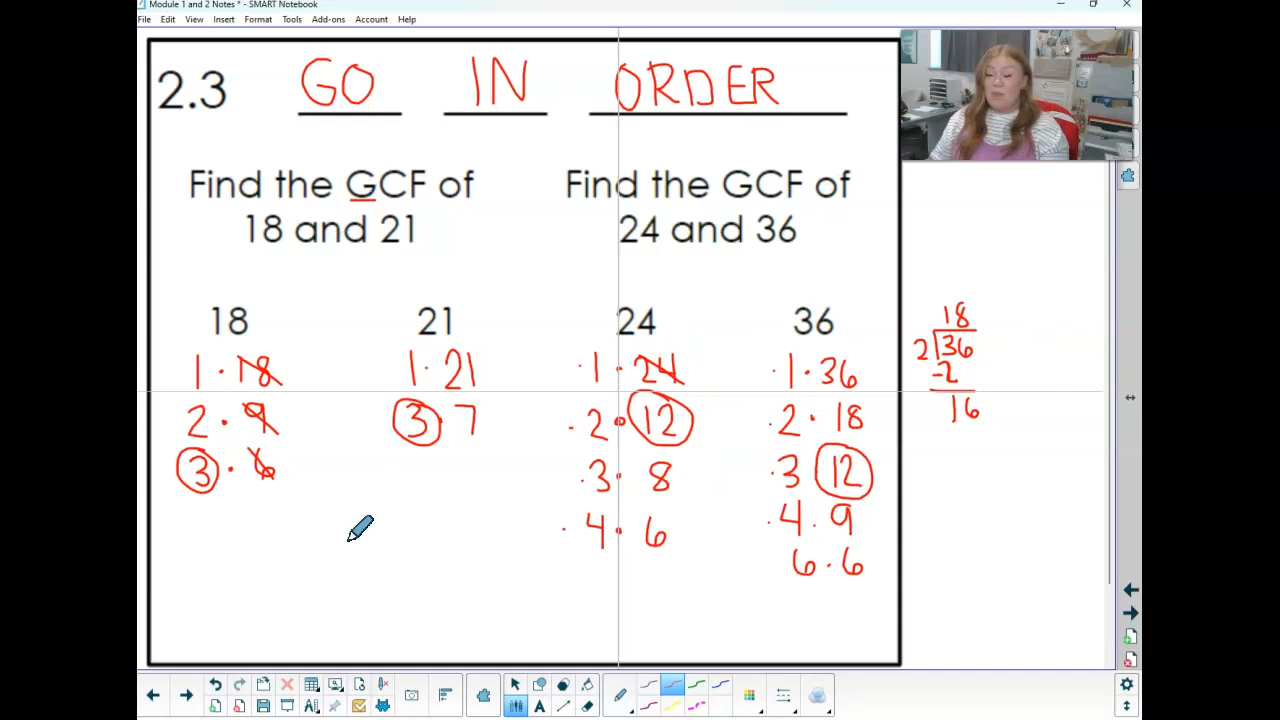 Module 1 and 2 Notes * - SMART Notebook
File Edit View Insert Format Tools Add-ons Account Help
2.3 GO IN ORDER
Find the GCF of
18 and 21
Find the GCF of
24 and 36
18
1 · 18
2 · 9
3 · 6
21
1 · 21
3 · 7
24
· 1 · 24
· 2 · 12
· 3 · 8
· 4 · 6
36
· 1 · 36
· 2 · 18
· 3 12
· 4 . 9
6 · 6
18
2 36
-2
16